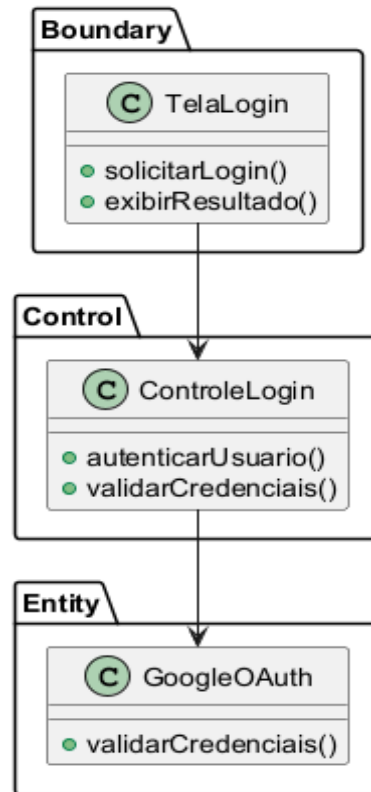 Boundary
C TelaLogin
solicitarLogin()
exibirResultado()
Control
C ControleLogin
autenticarUsuario()
validarCredenciais()
Entity
C GoogleOAuth
validarCredenciais()